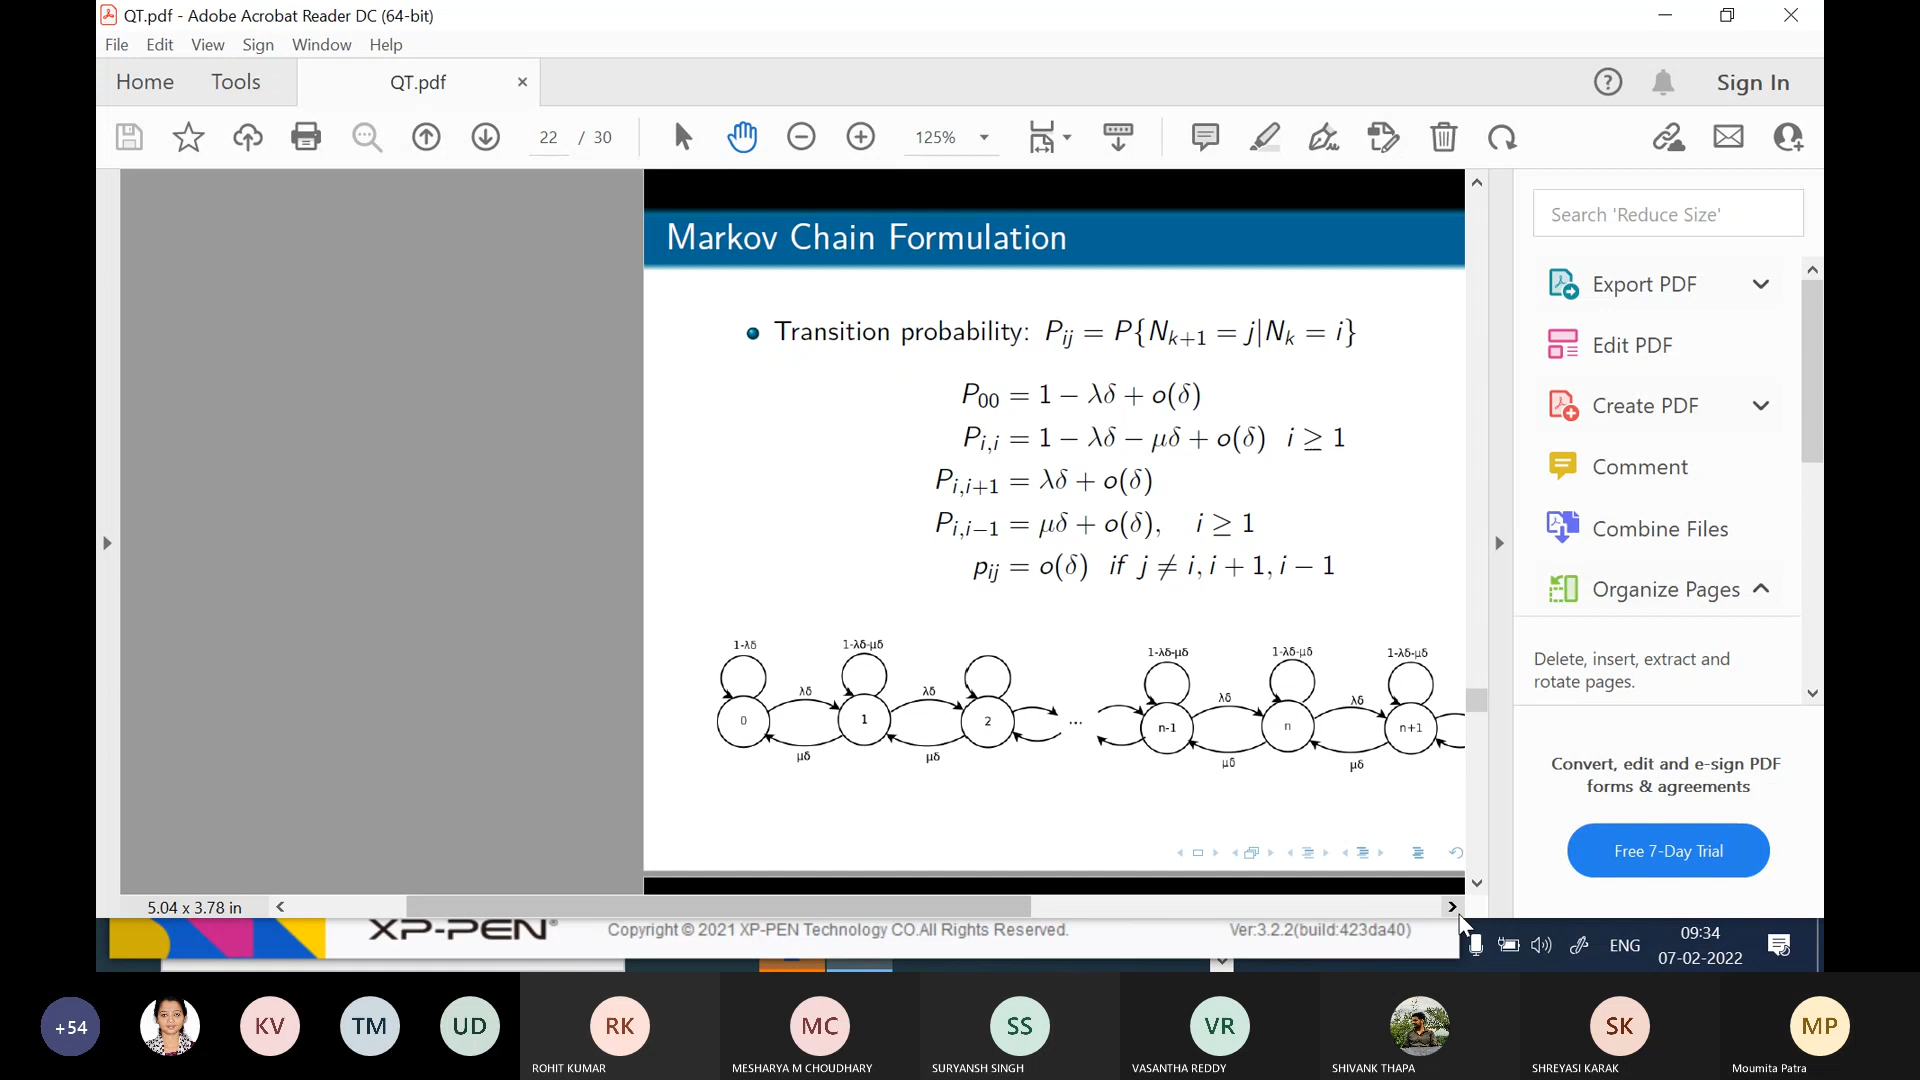 QT.pdf - Adobe Acrobat Reader DC (64-bit)
File Edit View Sign Window Help
Home Tools QT.pdf × Sign In
22 / 30 125%
Markov Chain Formulation
Transition probability: P_{ij} = P{N_{k+1} = j|N_k = i}
P_{00} = 1 − λδ + o(δ)
P_{i,i} = 1 − λδ − μδ + o(δ) i ≥ 1
P_{i,i+1} = λδ + o(δ)
P_{i,i−1} = μδ + o(δ), i ≥ 1
p_{ij} = o(δ) if j ≠ i, i + 1, i − 1
1-λδ 1-λδ-μδ 1-λδ-μδ 1-λδ-μδ 1-λδ-μδ
λδ λδ λδ λδ
0 1 2 ... n-1 n n+1
μδ μδ μδ μδ
Search 'Reduce Size'
Export PDF
Edit PDF
Create PDF
Comment
Combine Files
Organize Pages
Delete, insert, extract and
rotate pages.
Convert, edit and e-sign PDF
forms & agreements
Free 7-Day Trial
5.04 x 3.78 in
XP-PEN® Copyright © 2021 XP-PEN Technology CO.All Rights Reserved. Ver:3.2.2(build:423da40)
ENG 09:34
07-02-2022
+54 KV TM UD RK MC SS VR SK MP
ROHIT KUMAR MESHARYA M CHOUDHARY SURYANSH SINGH VASANTHA REDDY SHIVANK THAPA SHREYASI KARAK Moumita Patra